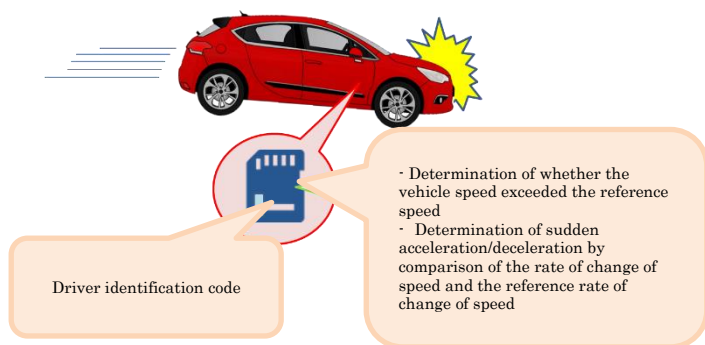 - Determination of whether the
vehicle speed exceeded the reference
speed
- Determination of sudden
acceleration/deceleration by
comparison of the rate of change of
speed and the reference rate of
change of speed
Driver identification code